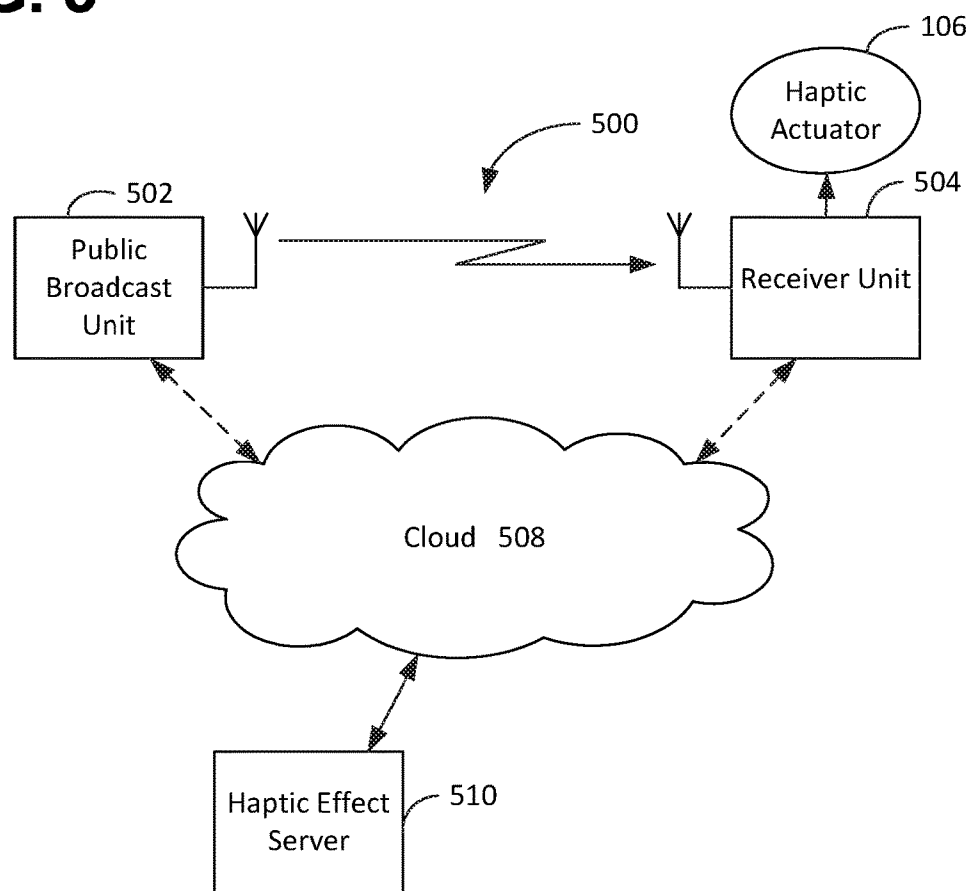 106
Haptic
Actuator
500
502
504
Public
Broadcast
Unit
Receiver Unit
Cloud 508
Haptic Effect
Server
510